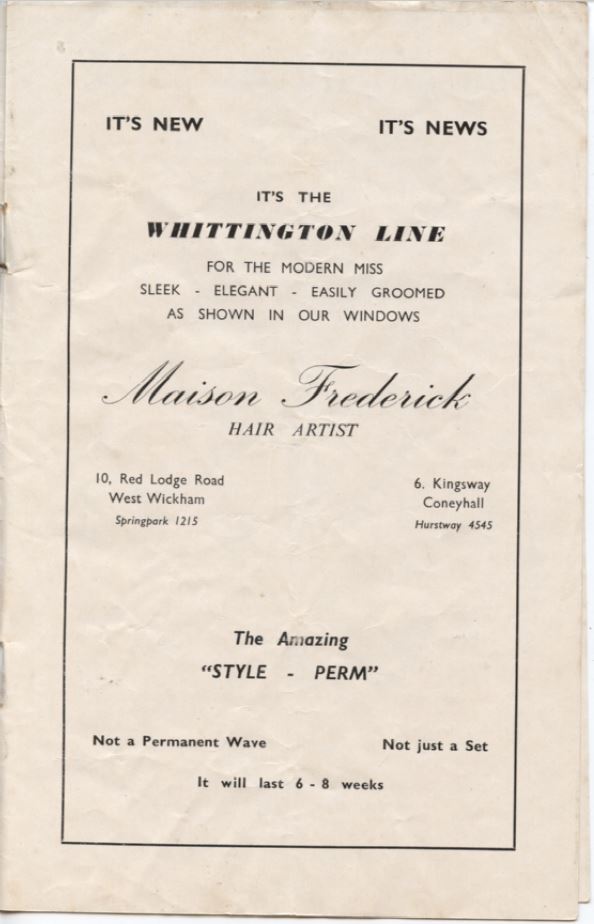 IT'S NEW IT'S NEWS
IT'S THE
WHITTINGTON LINE
FOR THE MODERN MISS
SLEEK - ELEGANT - EASILY GROOMED
AS SHOWN IN OUR WINDOWS
Maison Frederick
HAIR ARTIST
10, Red Lodge Road
West Wickham
Springpark 1215
6. Kingsway
Coneyhall
Hurstway 4545
The Amazing
"STYLE - PERM"
Not a Permanent Wave Not just a Set
It will last 6 - 8 weeks